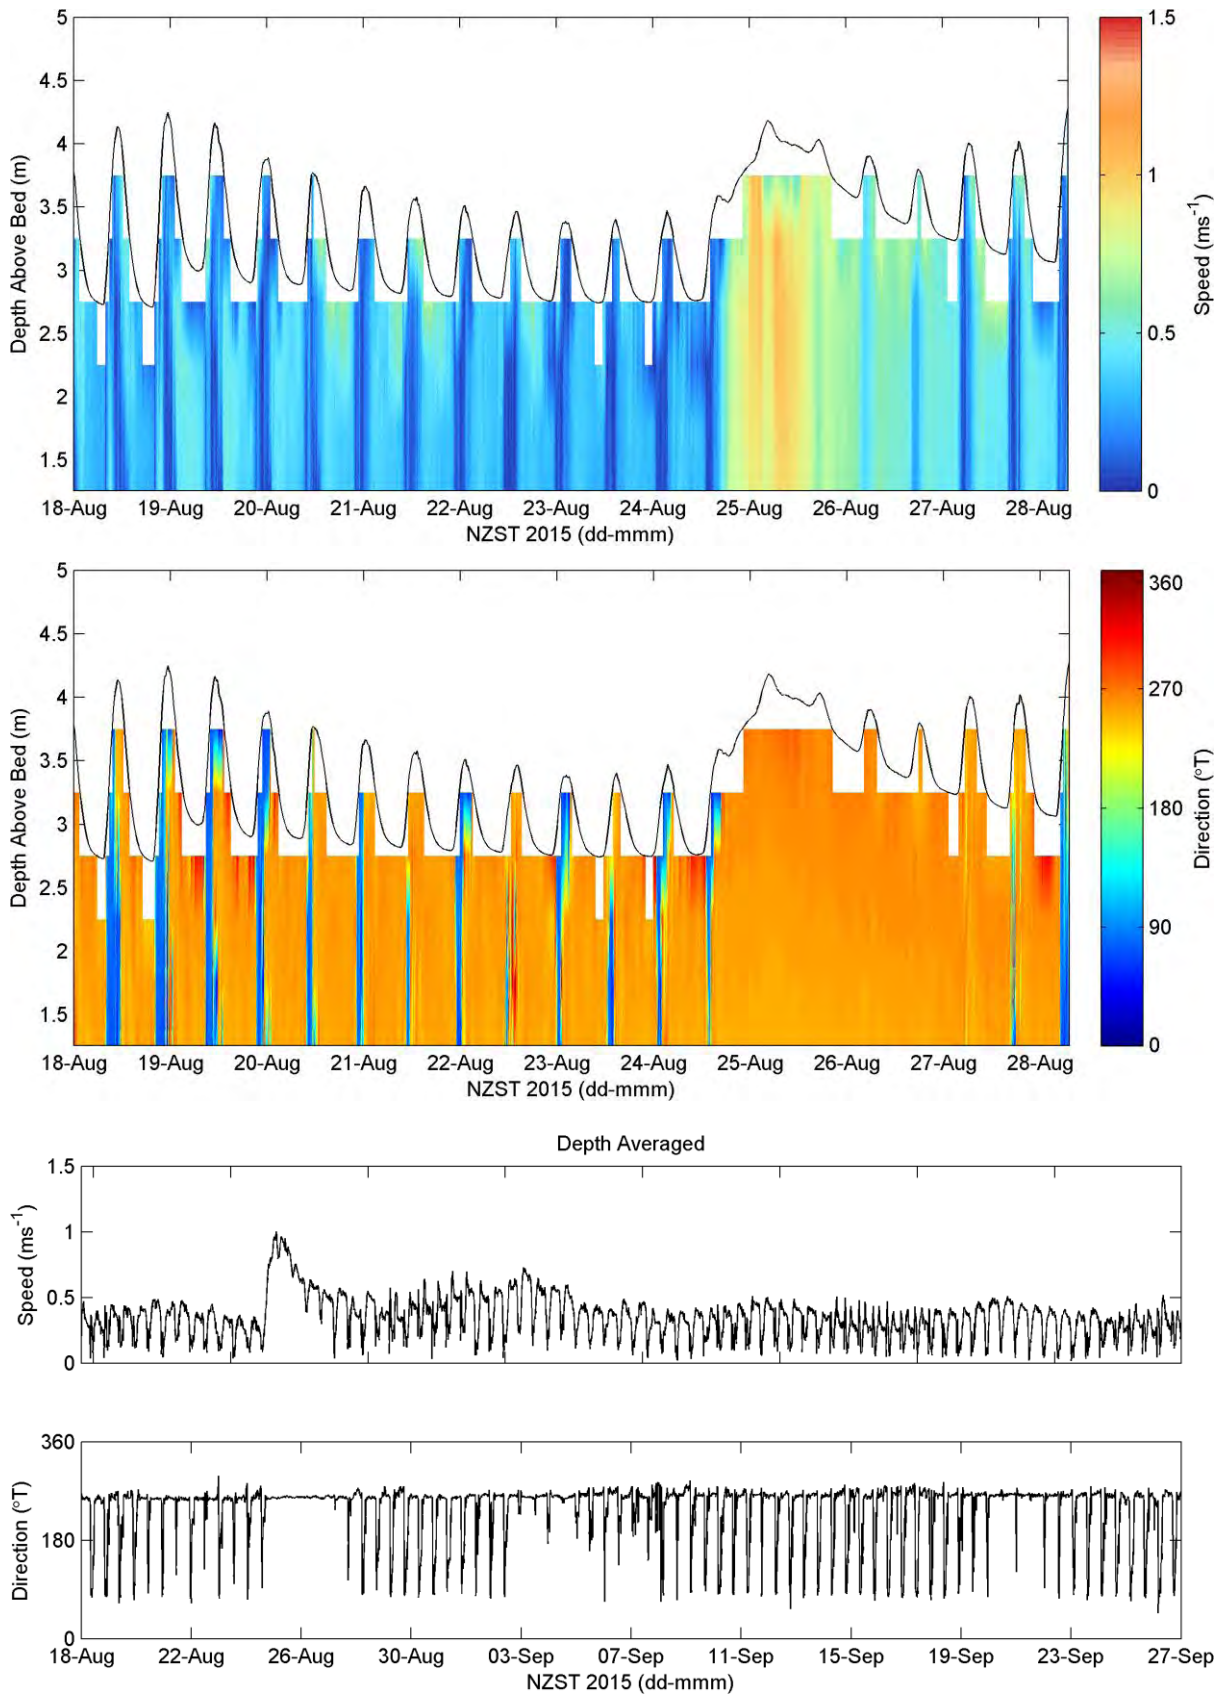 5
4.5
4
3.5
3
2.5
2
1.5
Depth Above Bed (m)
18-Aug 19-Aug 20-Aug 21-Aug 22-Aug 23-Aug 24-Aug 25-Aug 26-Aug 27-Aug 28-Aug
NZST 2015 (dd-mmm)
1.5
1
0.5
0
Speed (ms-1)
5
4.5
4
3.5
3
2.5
2
1.5
Depth Above Bed (m)
18-Aug 19-Aug 20-Aug 21-Aug 22-Aug 23-Aug 24-Aug 25-Aug 26-Aug 27-Aug 28-Aug
NZST 2015 (dd-mmm)
360
270
180
90
0
Direction (°T)
Depth Averaged
1.5
1
0.5
0
Speed (ms-1)
360
180
0
Direction (°T)
18-Aug 22-Aug 26-Aug 30-Aug 03-Sep 07-Sep 11-Sep 15-Sep 19-Sep 23-Sep 27-Sep
NZST 2015 (dd-mmm)